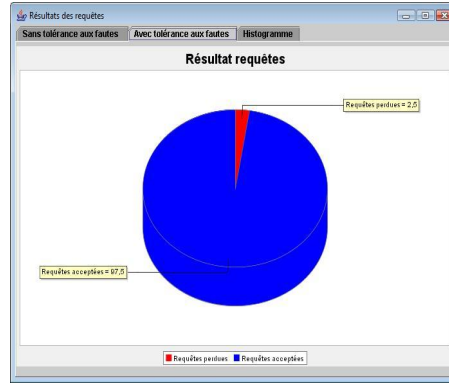 Résultats des requêtes
Sans tolérance aux fautes Avec tolérance aux fautes Histogramme
Résultat requêtes
Requêtes perdues = 2,5
Requêtes acceptées = 97,5
Requêtes perdues Requêtes acceptées